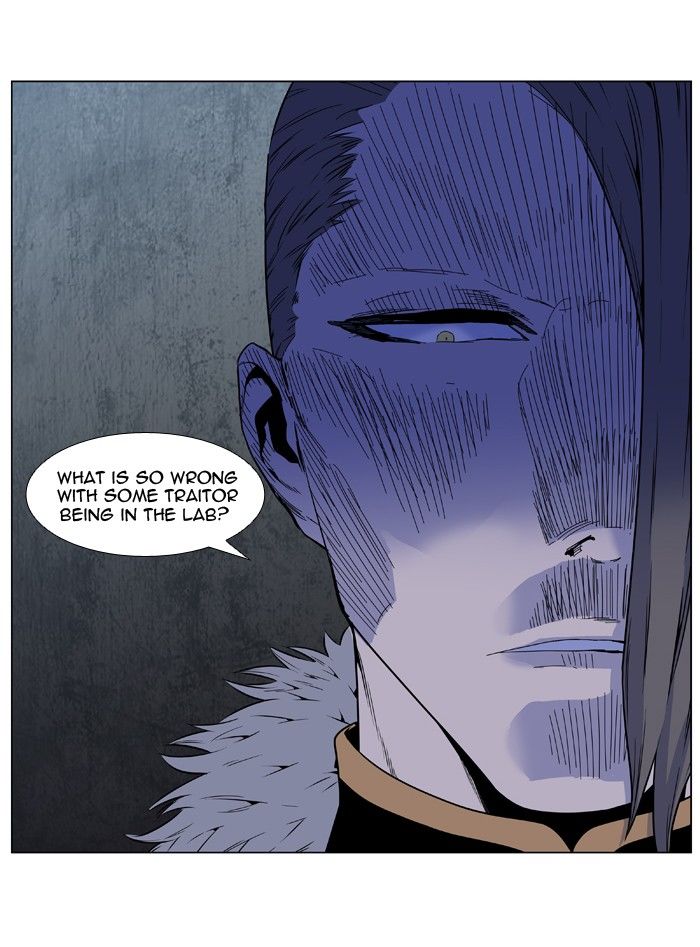 WHAT IS SO WRONG
WITH SOME TRAITOR
BEING IN THE LAB?